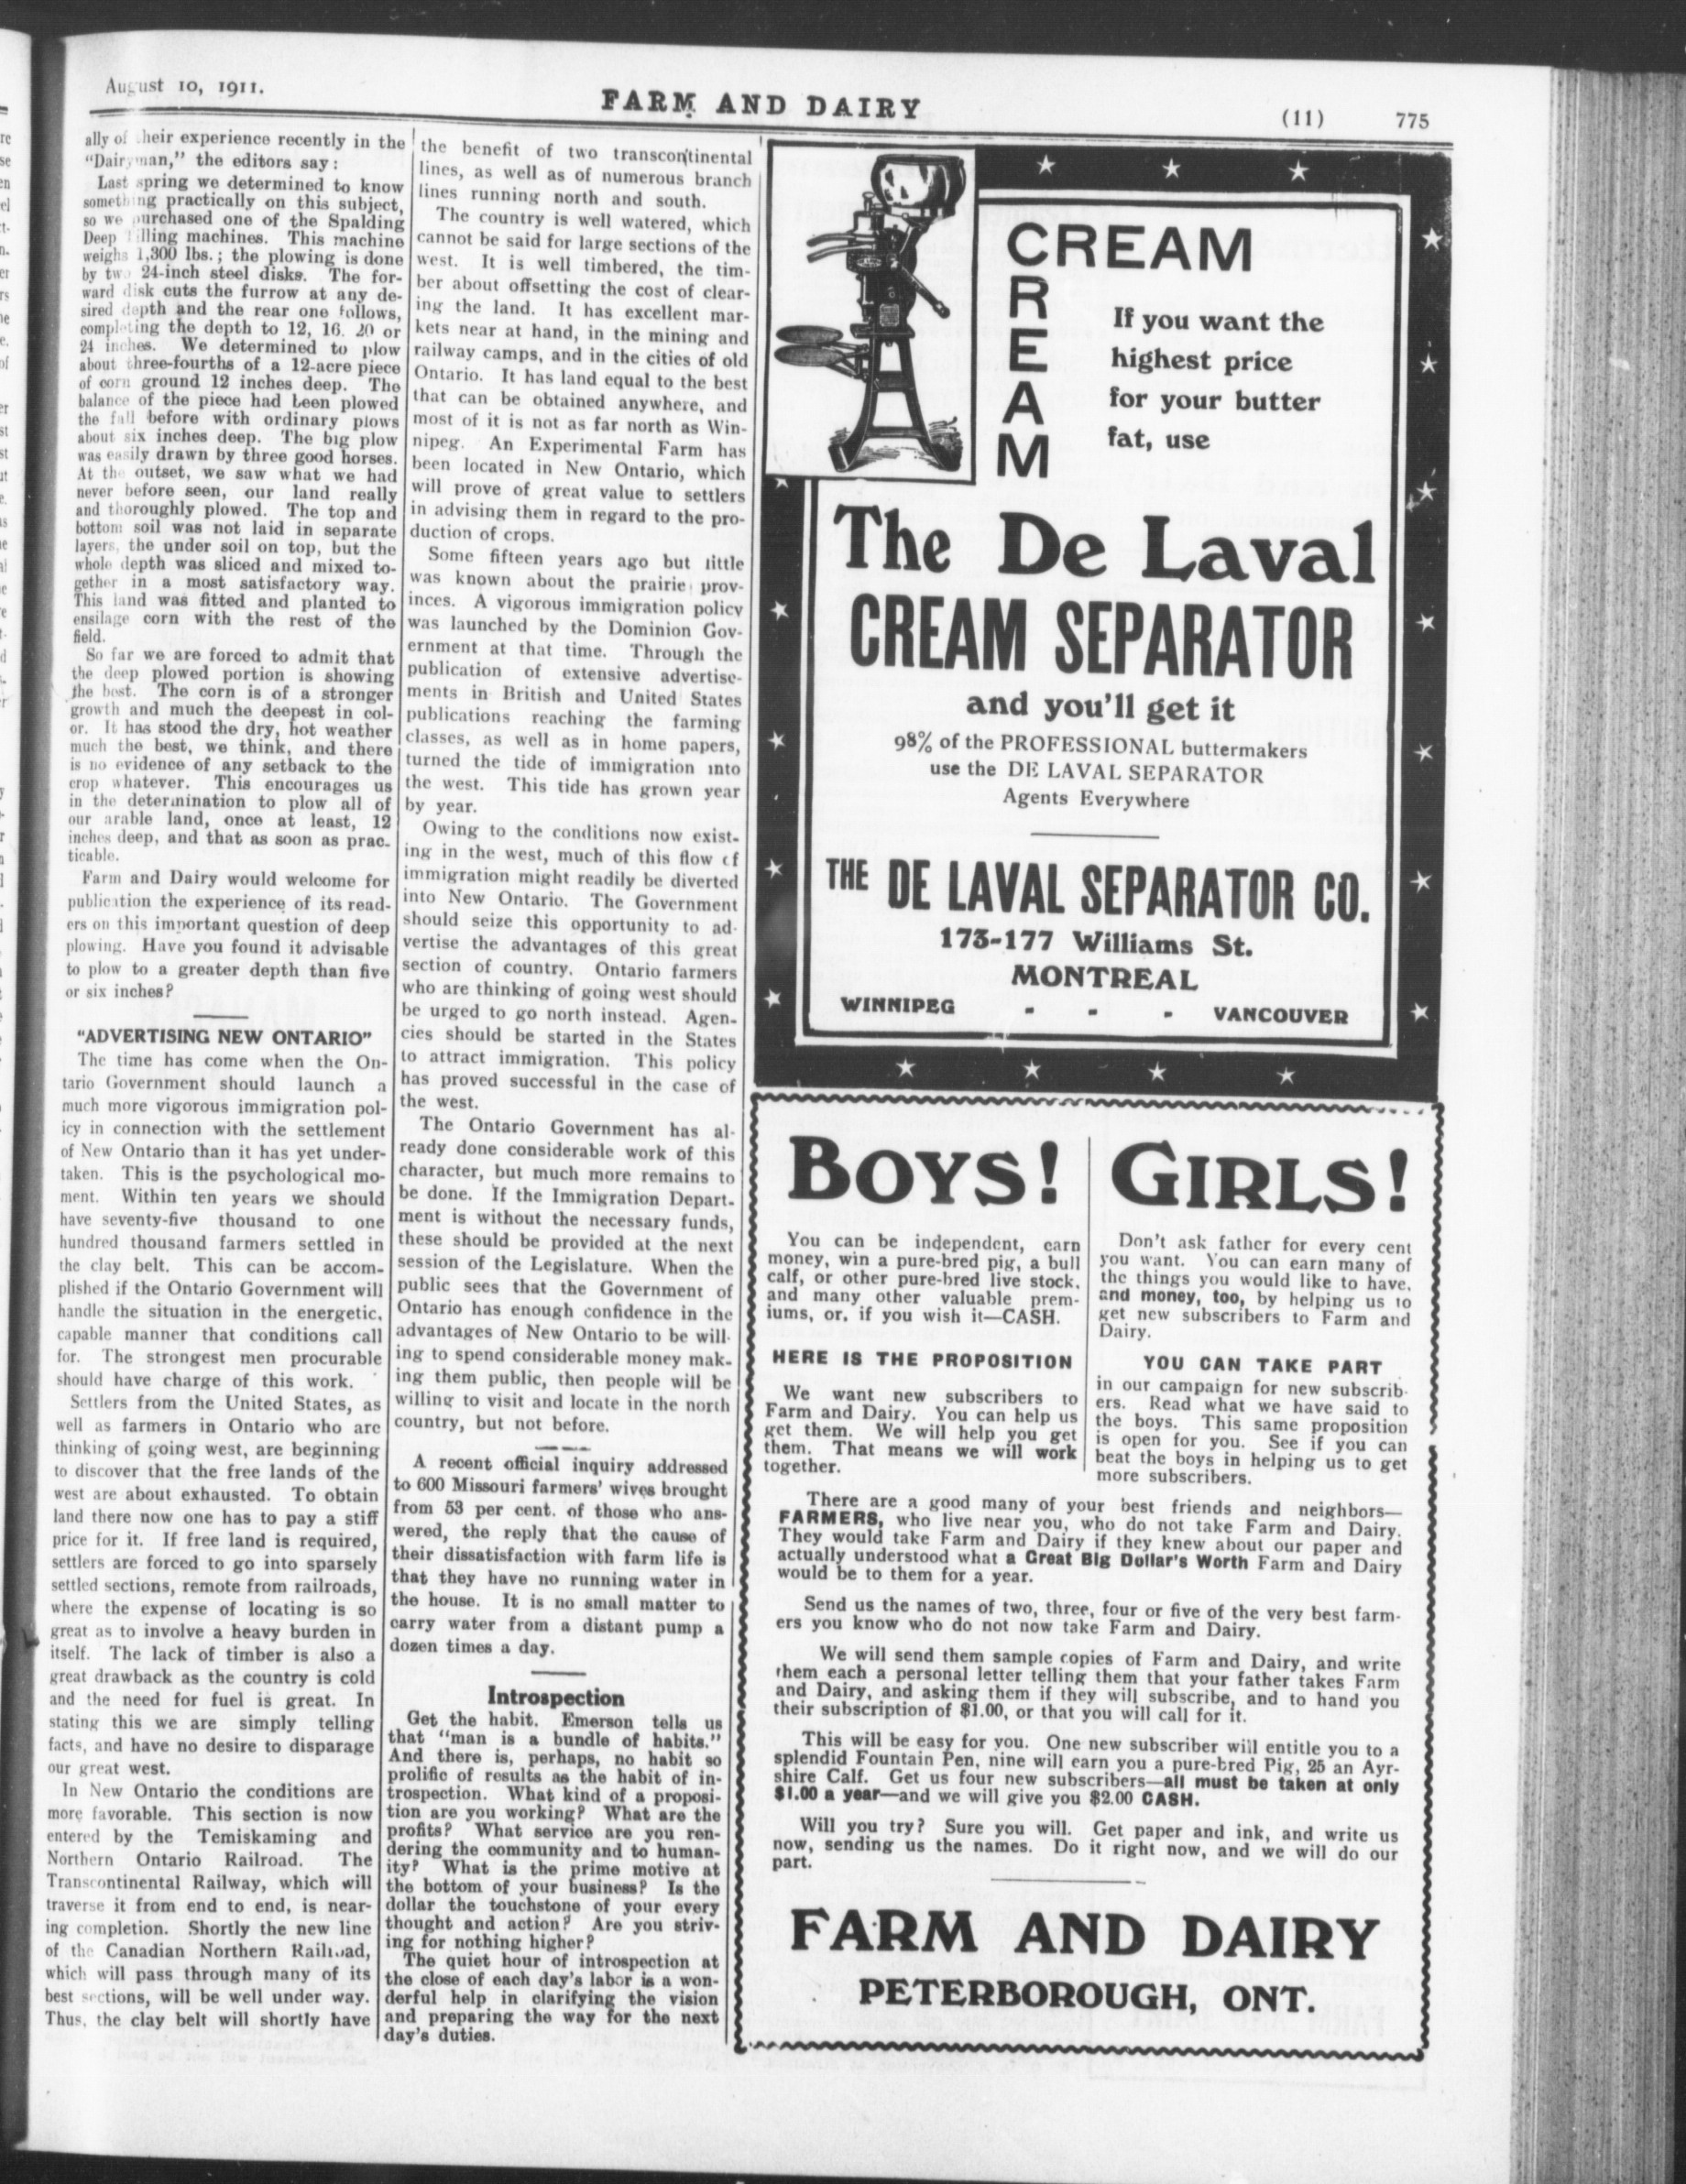 August 10, 1911.
FARM AND DAIRY
(11) 775
ally of their experience recently in the
"Dairyman," the editors say:
Last spring we determined to know
something practically on this subject,
so we purchased one of the Spalding
Deep Tilling machines. This machine
weighs 1,300 lbs.; the plowing is done
by two 24-inch steel disks. The for-
ward disk cuts the furrow at any de-
sired depth and the rear one follows,
completing the depth to 12, 16. 20 or
24 inches. We determined to plow
about three-fourths of a 12-acre piece
of corn ground 12 inches deep. The
balance of the piece had been plowed
the fall before with ordinary plows
about six inches deep. The big plow
was easily drawn by three good horses.
At the outset, we saw what we had
never before seen, our land really
and thoroughly plowed. The top and
bottom soil was not laid in separate
layers, the under soil on top, but the
whole depth was sliced and mixed to-
gether in a most satisfactory way.
This land was fitted and planted to
ensilage corn with the rest of the
field.
So far we are forced to admit that
the deep plowed portion is showing
the best. The corn is of a stronger
growth and much the deepest in col-
or. It has stood the dry, hot weather
much the best, we think, and there
is no evidence of any setback to the
crop whatever. This encourages us
in the determination to plow all of
our arable land, once at least, 12
inches deep, and that as soon as prac-
ticable.
Farm and Dairy would welcome for
publication the experience of its read-
ers on this important question of deep
plowing. Have you found it advisable
to plow to a greater depth than five
or six inches?
"ADVERTISING NEW ONTARIO"
The time has come when the On-
tario Government should launch a
much more vigorous immigration pol-
icy in connection with the settlement
of New Ontario than it has yet under-
taken. This is the psychological mo-
ment. Within ten years we should
have seventy-five thousand to one
hundred thousand farmers settled in
the clay belt. This can be accom-
plished if the Ontario Government will
handle the situation in the energetic,
capable manner that conditions call
for. The strongest men procurable
should have charge of this work.
Settlers from the United States, as
well as farmers in Ontario who are
thinking of going west, are beginning
to discover that the free lands of the
west are about exhausted. To obtain
land there now one has to pay a stiff
price for it. If free land is required,
settlers are forced to go into sparsely
settled sections, remote from railroads,
where the expense of locating is so
great as to involve a heavy burden in
itself. The lack of timber is also a
great drawback as the country is cold
and the need for fuel is great. In
stating this we are simply telling
facts, and have no desire to disparage
our great west.
In New Ontario the conditions are
more favorable. This section is now
entered by the Temiskaming and
Northern Ontario Railroad. The
Transcontinental Railway, which will
traverse it from end to end, is near-
ing completion. Shortly the new line
of the Canadian Northern Railroad,
which will pass through many of its
best sections, will be well under way.
Thus, the clay belt will shortly have
the benefit of two transcontinental
lines, as well as of numerous branch
lines running north and south.
The country is well watered, which
cannot be said for large sections of the
west. It is well timbered, the tim-
ber about offsetting the cost of clear-
ing the land. It has excellent mar-
kets near at hand, in the mining and
railway camps, and in the cities of old
Ontario. It has land equal to the best
that can be obtained anywhere, and
most of it is not as far north as Win-
nipeg. An Experimental Farm has
been located in New Ontario, which
will prove of great value to settlers
in advising them in regard to the pro-
duction of crops.
Some fifteen years ago but little
was known about the prairie prov-
inces. A vigorous immigration policy
was launched by the Dominion Gov-
ernment at that time. Through the
publication of extensive advertise-
ments in British and United States
publications reaching the farming
classes, as well as in home papers,
turned the tide of immigration into
the west. This tide has grown year
by year.
Owing to the conditions now exist-
ing in the west, much of this flow of
immigration might readily be diverted
into New Ontario. The Government
should seize this opportunity to ad-
vertise the advantages of this great
section of country. Ontario farmers
who are thinking of going west should
be urged to go north instead. Agen-
cies should be started in the States
to attract immigration. This policy
has proved successful in the case of
the west.
The Ontario Government has al-
ready done considerable work of this
character, but much more remains to
be done. If the Immigration Depart-
ment is without the necessary funds,
these should be provided at the next
session of the Legislature. When the
public sees that the Government of
Ontario has enough confidence in the
advantages of New Ontario to be will-
ing to spend considerable money mak-
ing them public, then people will be
willing to visit and locate in the north
country, but not before.
A recent official inquiry addressed
to 600 Missouri farmers' wives brought
from 53 per cent. of those who ans-
wered, the reply that the cause of
their dissatisfaction with farm life is
that they have no running water in
the house. It is no small matter to
carry water from a distant pump a
dozen times a day.
Introspection
Get the habit. Emerson tells us
that "man is a bundle of habits."
And there is, perhaps, no habit so
prolific of results as the habit of in-
trospection. What kind of a proposi-
tion are you working? What are the
profits? What service are you ren-
dering the community and to human-
ity? What is the prime motive at
the bottom of your business? Is the
dollar the touchstone of your every
thought and action? Are you striv-
ing for nothing higher?
The quiet hour of introspection at
the close of each day's labor is a won-
derful help in clarifying the vision
and preparing the way for the next
day's duties.
CREAM
R
E
A
M
If you want the
highest price
for your butter
fat, use
The De Laval
CREAM SEPARATOR
and you'll get it
98% of the PROFESSIONAL buttermakers
use the DE LAVAL SEPARATOR
Agents Everywhere
THE DE LAVAL SEPARATOR CO.
173-177 Williams St.
MONTREAL
WINNIPEG - - - VANCOUVER
BOYS!
You can be independent, earn
money, win a pure-bred pig, a bull
calf, or other pure-bred live stock,
and many other valuable prem-
iums, or, if you wish it—CASH.
HERE IS THE PROPOSITION
We want new subscribers to
Farm and Dairy. You can help us
get them. We will help you get
them. That means we will work
together.
GIRLS!
Don't ask father for every cent
you want. You can earn many of
the things you would like to have,
and money, too, by helping us to
get new subscribers to Farm and
Dairy.
YOU CAN TAKE PART
in our campaign for new subscrib-
ers. Read what we have said to
the boys. This same proposition
is open for you. See if you can
beat the boys in helping us to get
more subscribers.
There are a good many of your best friends and neighbors—
FARMERS, who live near you, who do not take Farm and Dairy.
They would take Farm and Dairy if they knew about our paper and
actually understood what a Great Big Dollar's Worth Farm and Dairy
would be to them for a year.
Send us the names of two, three, four or five of the very best farm-
ers you know who do not now take Farm and Dairy.
We will send them sample copies of Farm and Dairy, and write
them each a personal letter telling them that your father takes Farm
and Dairy, and asking them if they will subscribe, and to hand you
their subscription of $1.00, or that you will call for it.
This will be easy for you. One new subscriber will entitle you to a
splendid Fountain Pen, nine will earn you a pure-bred Pig, 25 an Ayr-
shire Calf. Get us four new subscribers—all must be taken at only
$1.00 a year—and we will give you $2.00 CASH.
Will you try? Sure you will. Get paper and ink, and write us
now, sending us the names. Do it right now, and we will do our
part.
FARM AND DAIRY
PETERBOROUGH, ONT.